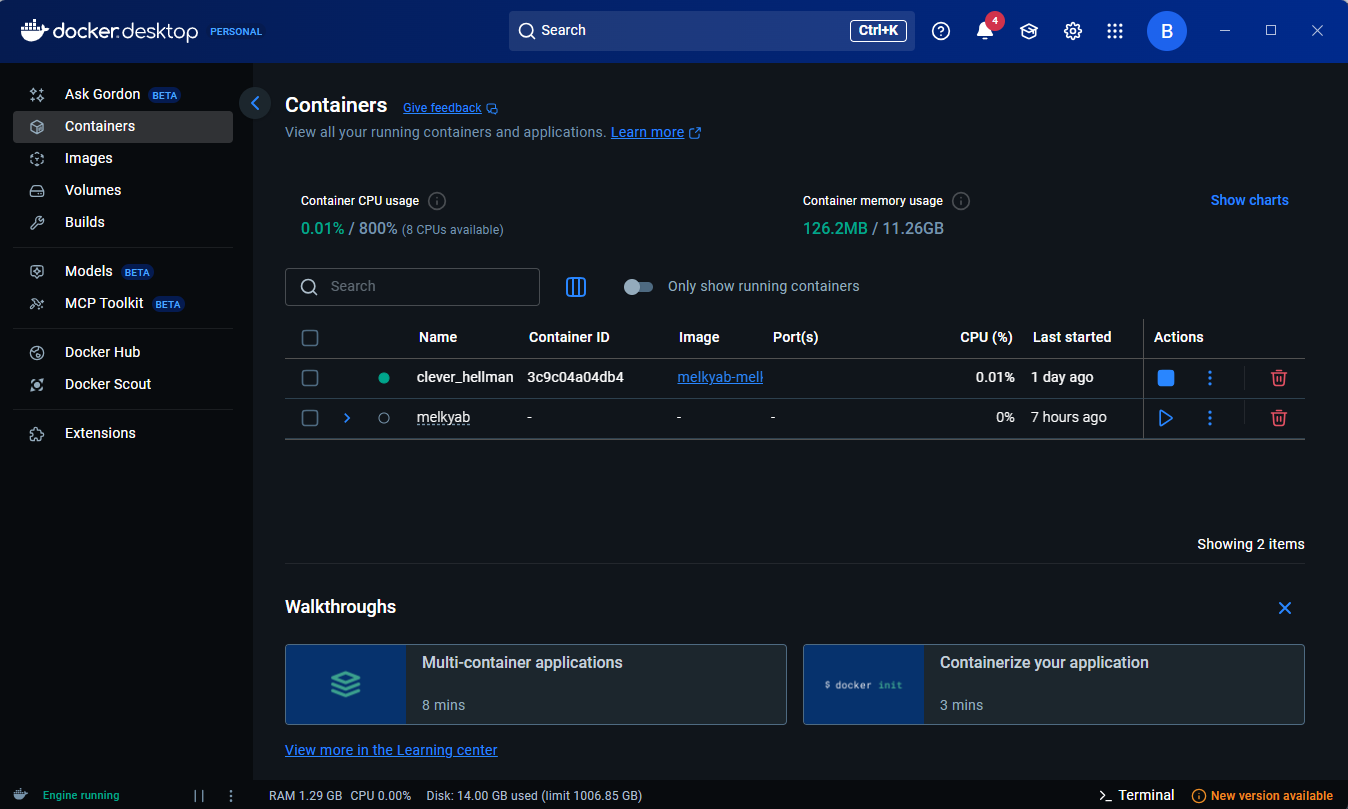 docker.desktop PERSONAL
Search Ctrl+K
4
B
Ask Gordon BETA
Containers
Images
Volumes
Builds
Models BETA
MCP Toolkit BETA
Docker Hub
Docker Scout
Extensions
Containers Give feedback
View all your running containers and applications. Learn more
Container CPU usage
0.01% / 800% (8 CPUs available)
Container memory usage
126.2MB / 11.26GB
Show charts
Search
Only show running containers
Name Container ID Image Port(s) CPU (%) Last started Actions
clever_hellman 3c9c04a04db4 melkyab-mell 0.01% 1 day ago
melkyab - - - 0% 7 hours ago
Showing 2 items
Walkthroughs
Multi-container applications
8 mins
$ docker init
Containerize your application
3 mins
View more in the Learning center
Engine running
RAM 1.29 GB CPU 0.00% Disk: 14.00 GB used (limit 1006.85 GB)
>_ Terminal
New version available